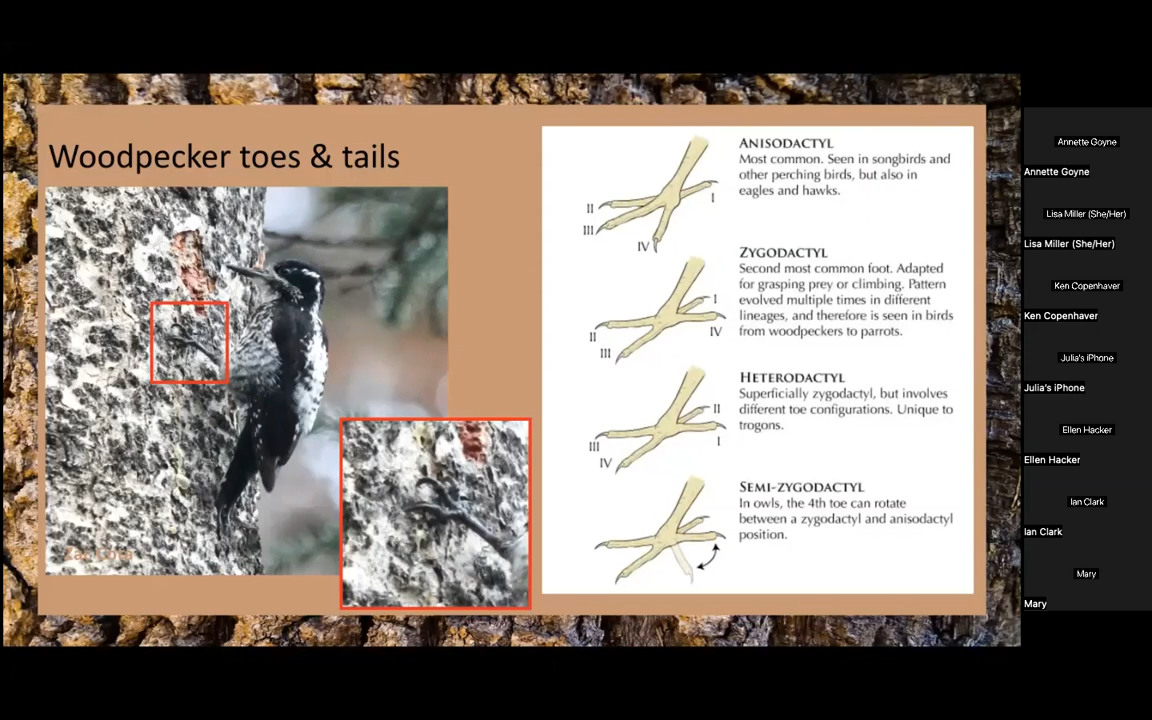 Woodpecker toes & tails
ANISODACTYL
Most common. Seen in songbirds and
other perching birds, but also in
eagles and hawks.
I
II
III
IV
ZYGODACTYL
Second most common foot. Adapted
for grasping prey or climbing. Pattern
evolved multiple times in different
lineages, and therefore is seen in birds
from woodpeckers to parrots.
I
II
IV
III
HETERODACTYL
Superficially zygodactyl, but involves
different toe configurations. Unique to
trogons.
II
III
I
IV
SEMI-ZYGODACTYL
In owls, the 4th toe can rotate
between a zygodactyl and anisodactyl
position.
Annette Goyne
Annette Goyne
Lisa Miller (She/Her)
Lisa Miller (She/Her)
Ken Copenhaver
Ken Copenhaver
Julia's iPhone
Julia's iPhone
Ellen Hacker
Ellen Hacker
Ian Clark
Ian Clark
Mary
Mary